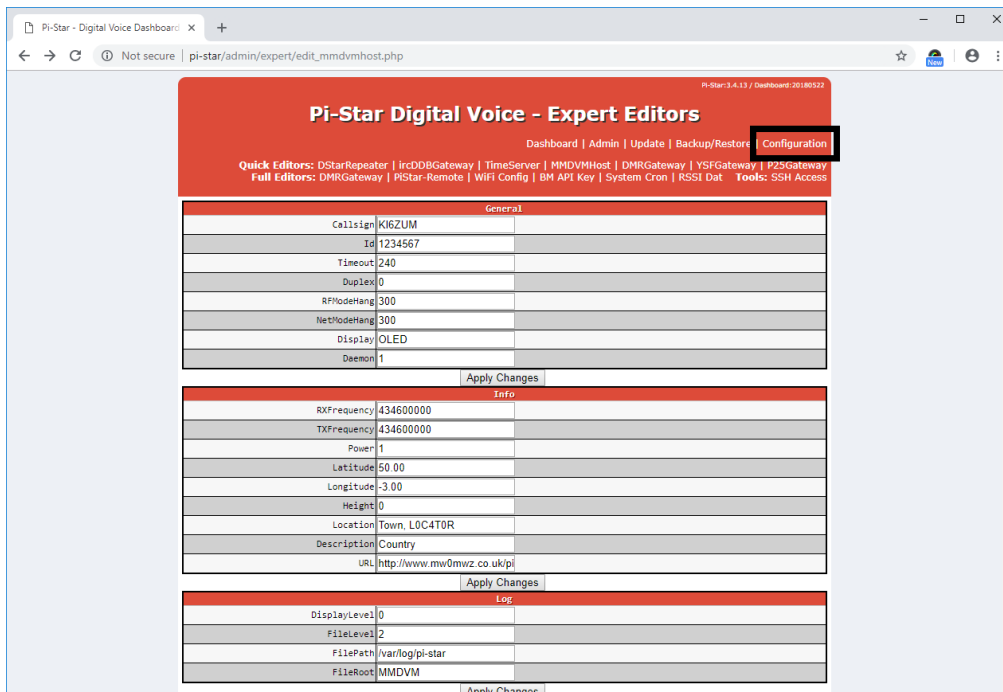 Pi-Star - Digital Voice Dashboard
Not secure | pi-star/admin/expert/edit_mmdvmhost.php
New
Pi-Star:3.4.13 / Dashboard:20180522
Pi-Star Digital Voice - Expert Editors
Dashboard | Admin | Update | Backup/Restore | Configuration
Quick Editors: DStarRepeater | ircDDBGateway | TimeServer | MMDVMHost | DMRGateway | YSFGateway | P25Gateway
Full Editors: DMRGateway | PiStar-Remote | WiFi Config | BM API Key | System Cron | RSSI Dat Tools: SSH Access
General
Callsign KI6ZUM
Id 1234567
Timeout 240
Duplex 0
RFModeHang 300
NetModeHang 300
Display OLED
Daemon 1
Apply Changes
Info
RXFrequency 434600000
TXFrequency 434600000
Power 1
Latitude 50.00
Longitude -3.00
Height 0
Location Town, L0C4T0R
Description Country
URL http://www.mw0mwz.co.uk/pi
Apply Changes
Log
DisplayLevel 0
FileLevel 2
FilePath /var/log/pi-star
FileRoot MMDVM
Apply Changes